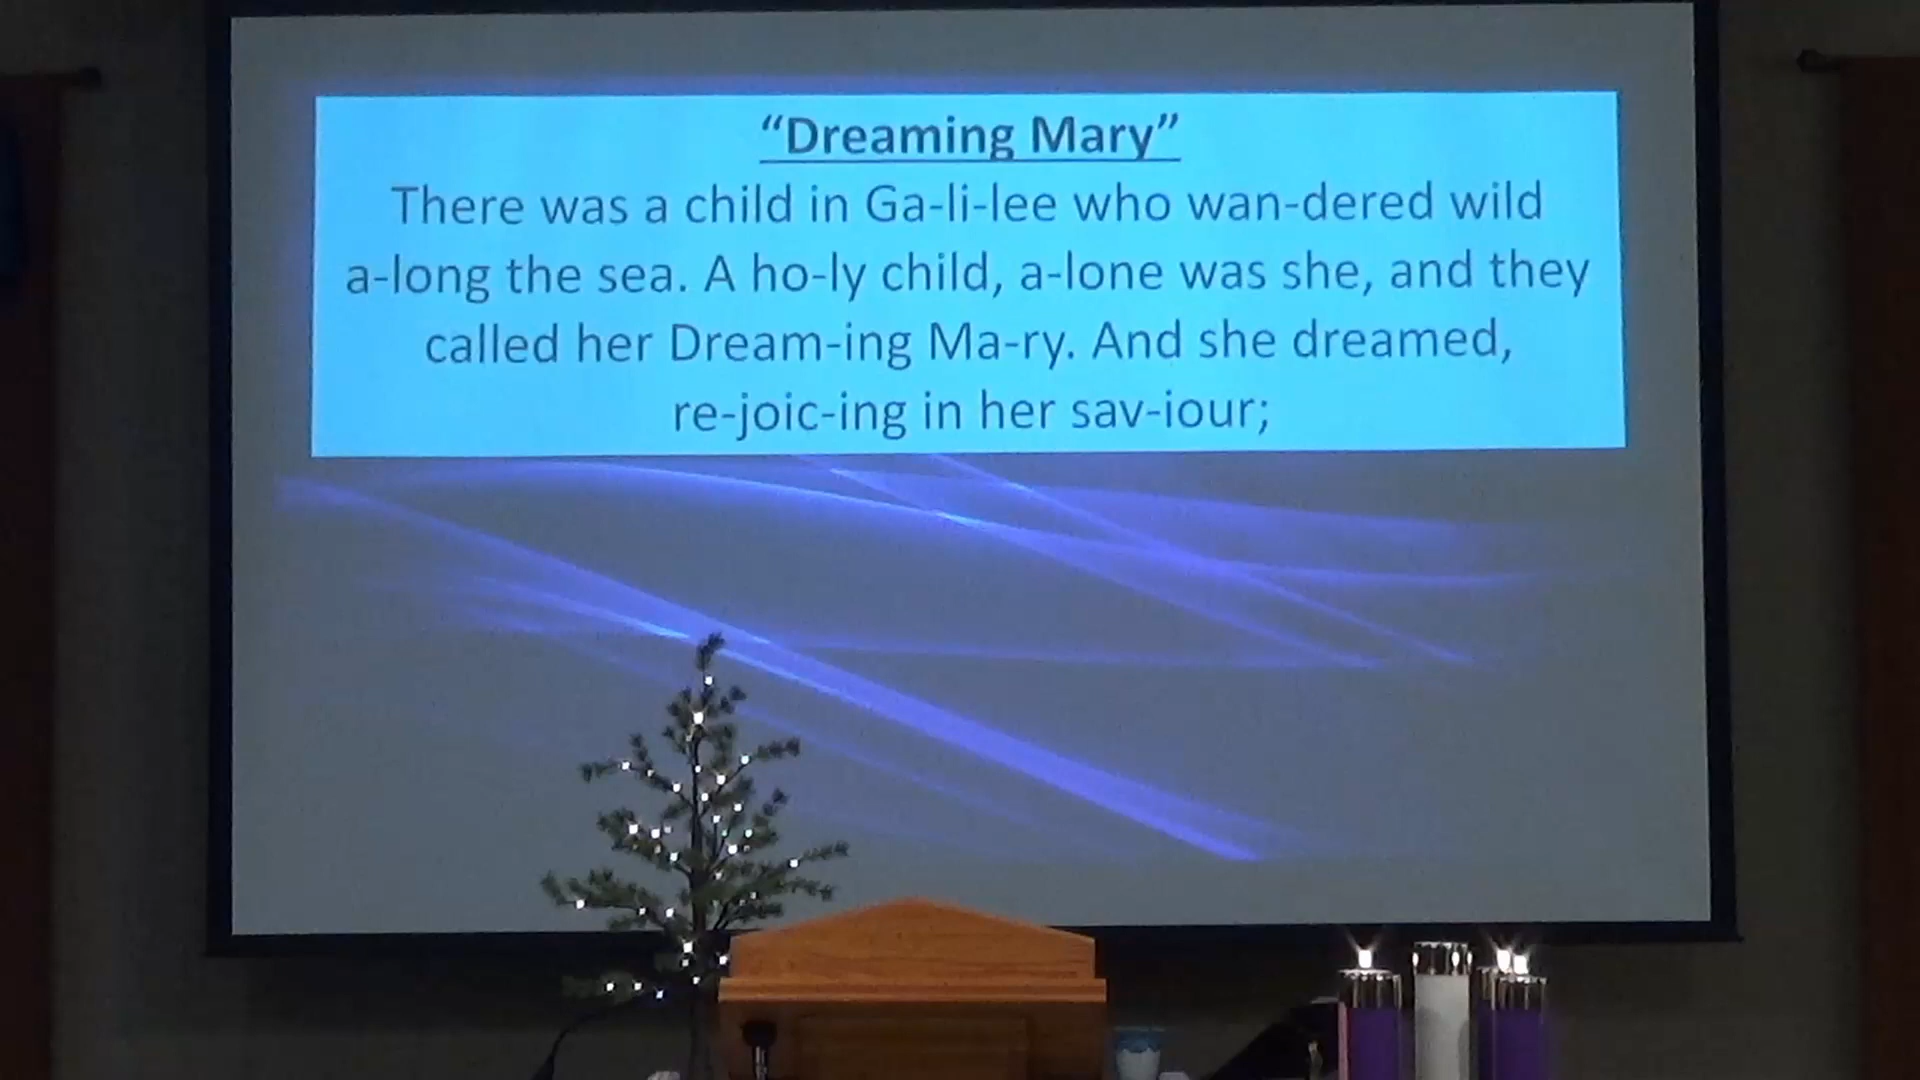 “Dreaming Mary”
There was a child in Ga-li-lee who wan-dered wild
a-long the sea. A ho-ly child, a-lone was she, and they
called her Dream-ing Ma-ry. And she dreamed,
re-joic-ing in her sav-iour;